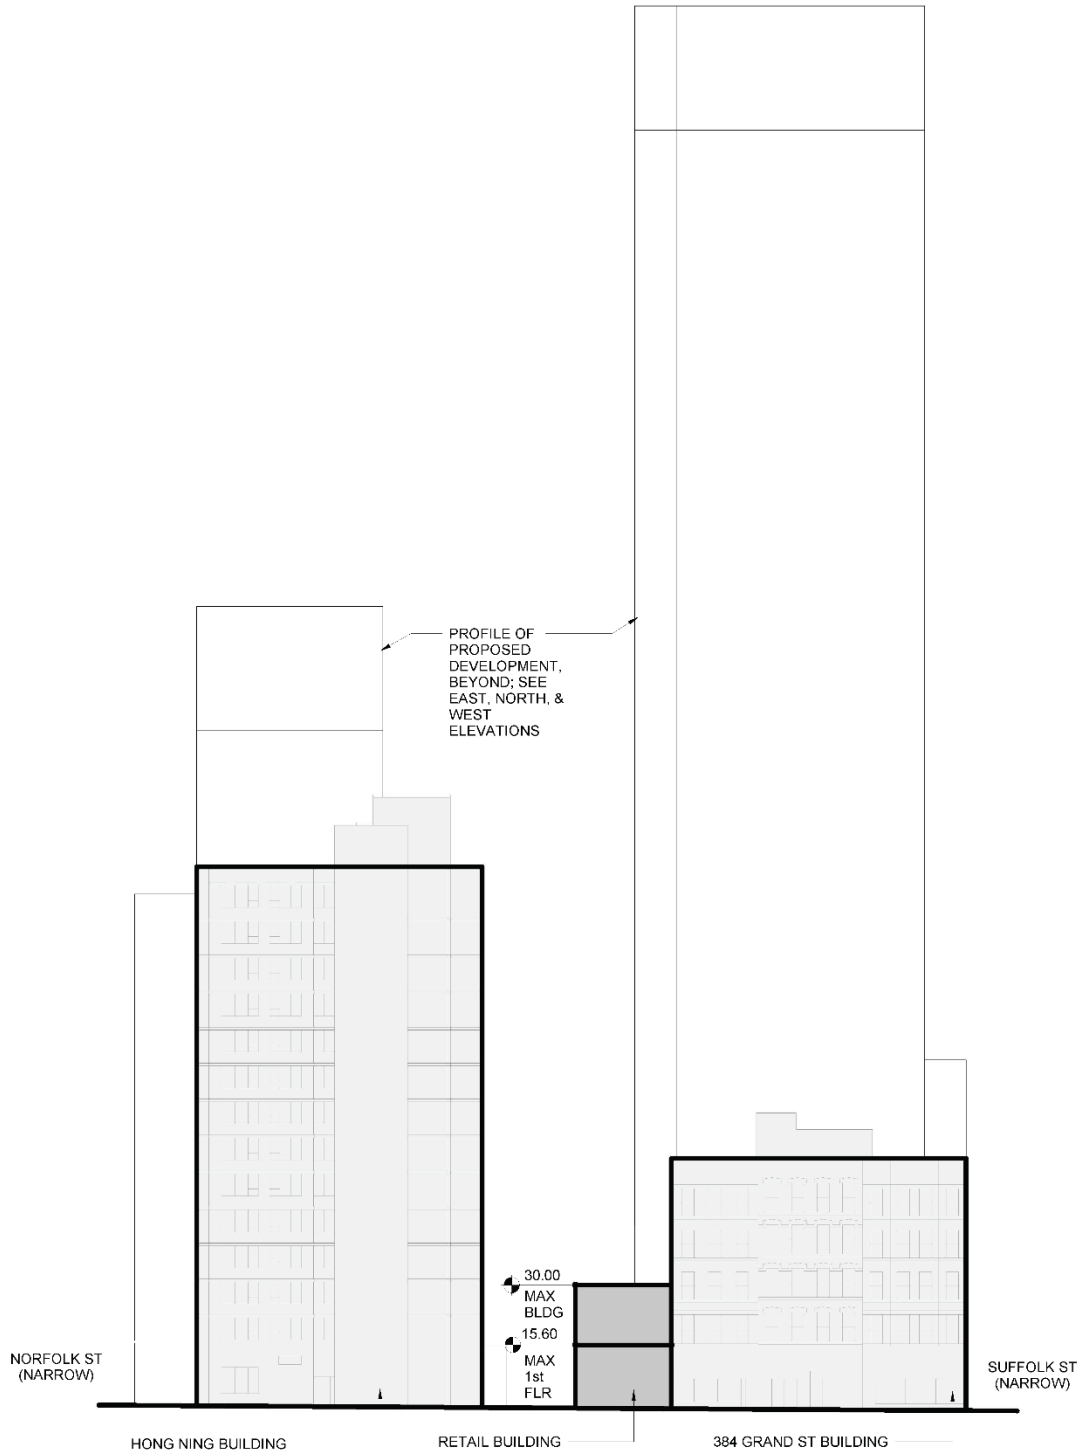 PROFILE OF
PROPOSED
DEVELOPMENT,
BEYOND; SEE
EAST, NORTH, &
WEST
ELEVATIONS
30.00
MAX
BLDG
15.60
MAX
1st
FLR
NORFOLK ST
(NARROW)
SUFFOLK ST
(NARROW)
HONG NING BUILDING
RETAIL BUILDING
384 GRAND ST BUILDING